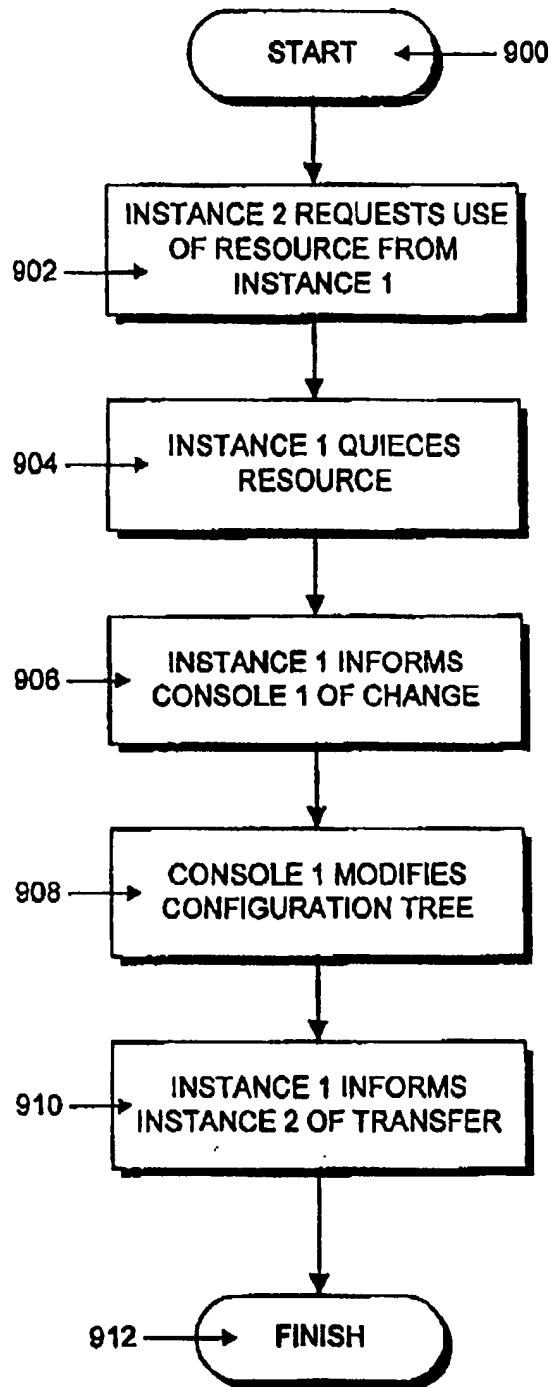 START
900
INSTANCE 2 REQUESTS USE
OF RESOURCE FROM
INSTANCE 1
902
INSTANCE 1 QUIECES
RESOURCE
904
INSTANCE 1 INFORMS
CONSOLE 1 OF CHANGE
906
CONSOLE 1 MODIFIES
CONFIGURATION TREE
908
INSTANCE 1 INFORMS
INSTANCE 2 OF TRANSFER
910
FINISH
912